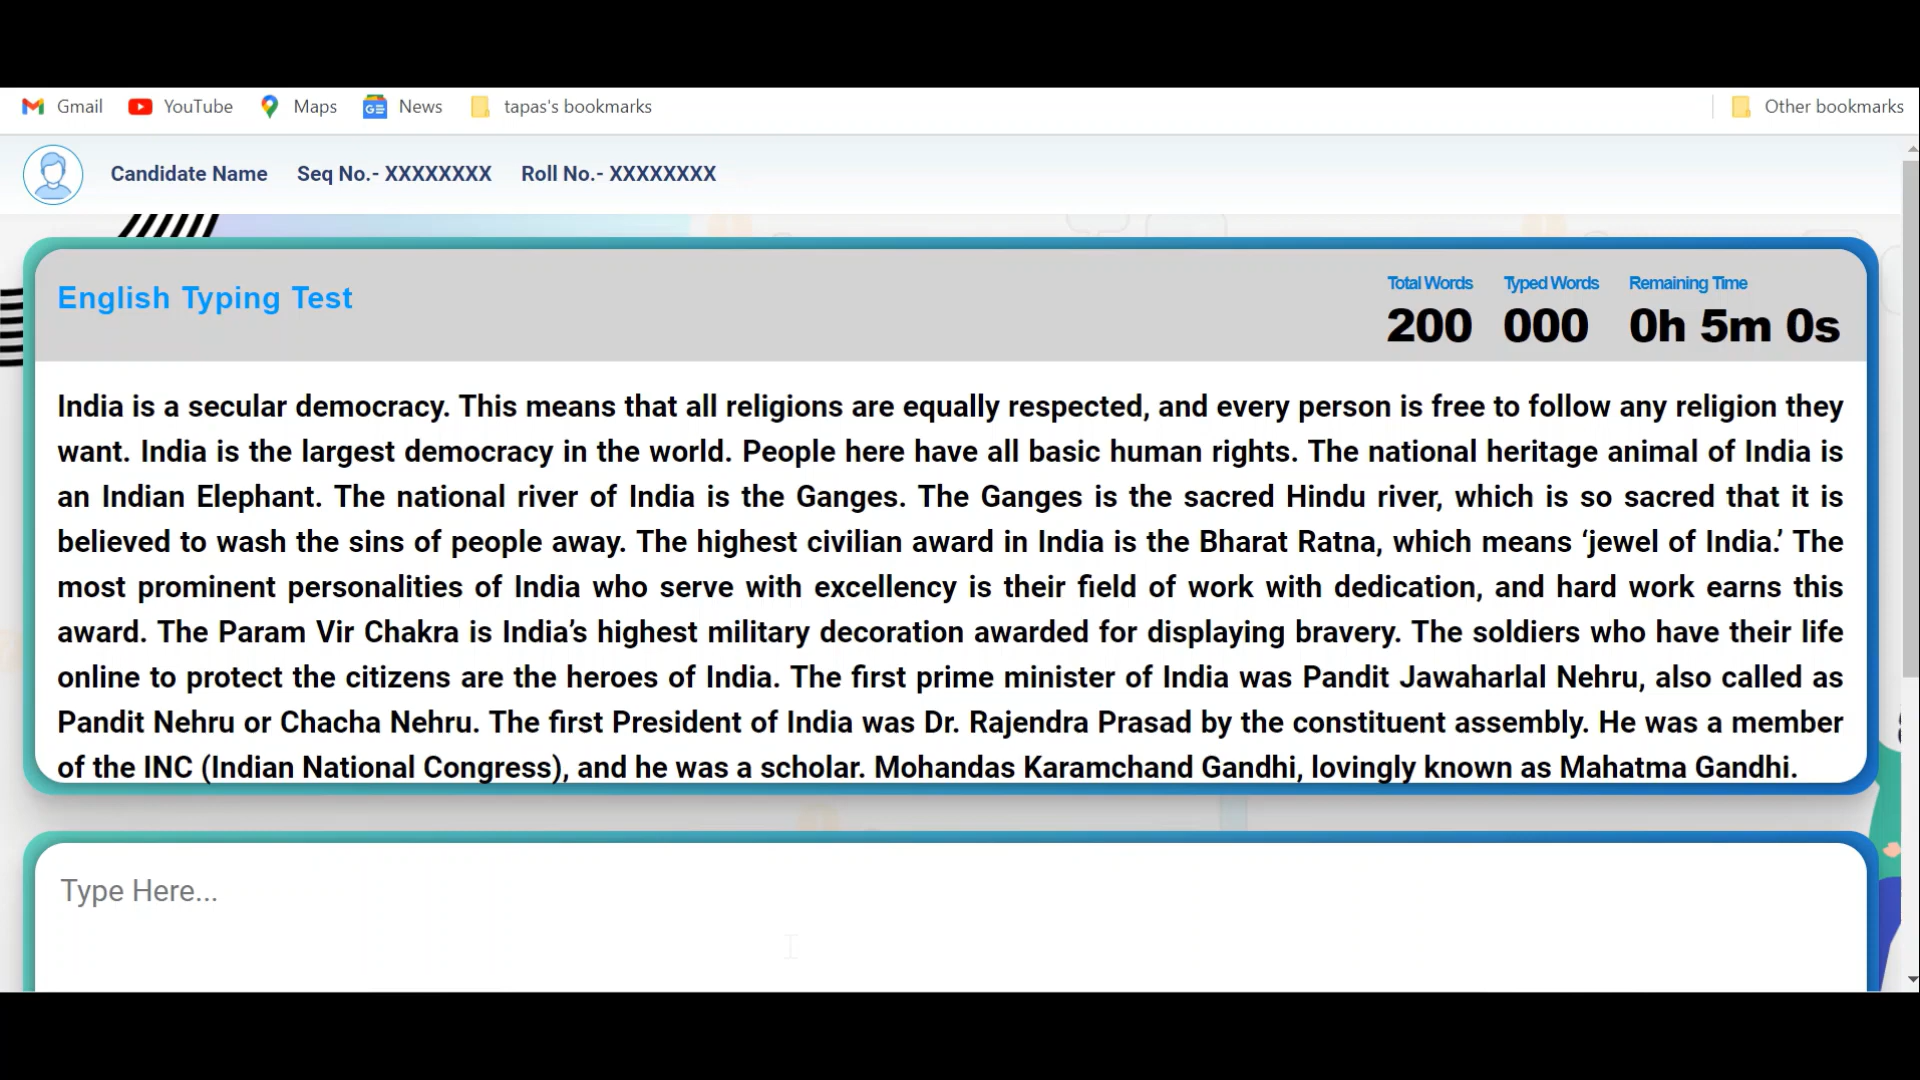 Gmail YouTube Maps News tapas's bookmarks Other bookmarks
Candidate Name Seq No.- XXXXXXXX Roll No.- XXXXXXXX
English Typing Test
Total Words Typed Words Remaining Time
200 000 0h 5m 0s
India is a secular democracy. This means that all religions are equally respected, and every person is free to follow any religion they
want. India is the largest democracy in the world. People here have all basic human rights. The national heritage animal of India is
an Indian Elephant. The national river of India is the Ganges. The Ganges is the sacred Hindu river, which is so sacred that it is
believed to wash the sins of people away. The highest civilian award in India is the Bharat Ratna, which means ‘jewel of India.’ The
most prominent personalities of India who serve with excellency is their field of work with dedication, and hard work earns this
award. The Param Vir Chakra is India’s highest military decoration awarded for displaying bravery. The soldiers who have their life
online to protect the citizens are the heroes of India. The first prime minister of India was Pandit Jawaharlal Nehru, also called as
Pandit Nehru or Chacha Nehru. The first President of India was Dr. Rajendra Prasad by the constituent assembly. He was a member
of the INC (Indian National Congress), and he was a scholar. Mohandas Karamchand Gandhi, lovingly known as Mahatma Gandhi.
Type Here...